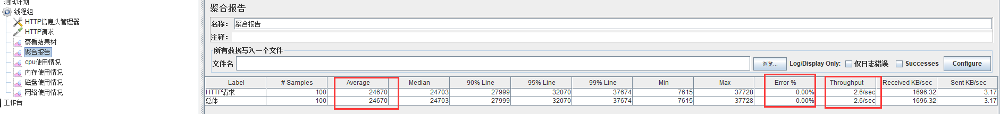 测试计划
线程组
HTTP信息头管理器
HTTP请求
察看结果树
聚合报告
cpu使用情况
内存使用情况
磁盘使用情况
网络使用情况
工作台
聚合报告
名称： 聚合报告
注释：
所有数据写入一个文件
文件名 浏览... Log/Display Only: 仅日志错误 Successes Configure
Label # Samples Average Median 90% Line 95% Line 99% Line Min Max Error % Throughput Received KB/sec Sent KB/sec
HTTP请求 100 24670 24703 27999 32070 37674 7615 37728 0.00% 2.6/sec 1696.32 3.17
总体 100 24670 24703 27999 32070 37674 7615 37728 0.00% 2.6/sec 1696.32 3.17